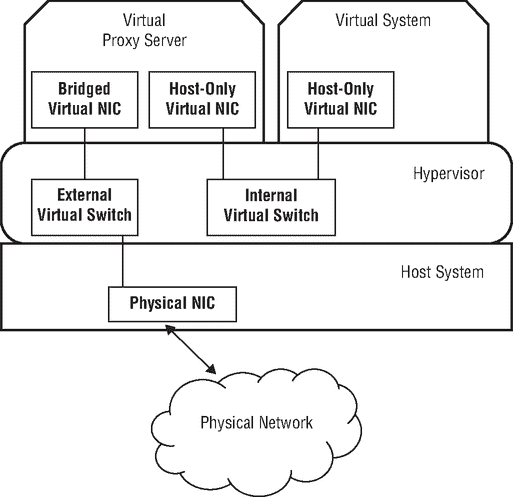 Virtual
Proxy Server
Virtual System
Bridged
Virtual NIC
Host-Only
Virtual NIC
Host-Only
Virtual NIC
Hypervisor
External
Virtual Switch
Internal
Virtual Switch
Host System
Physical NIC
Physical Network